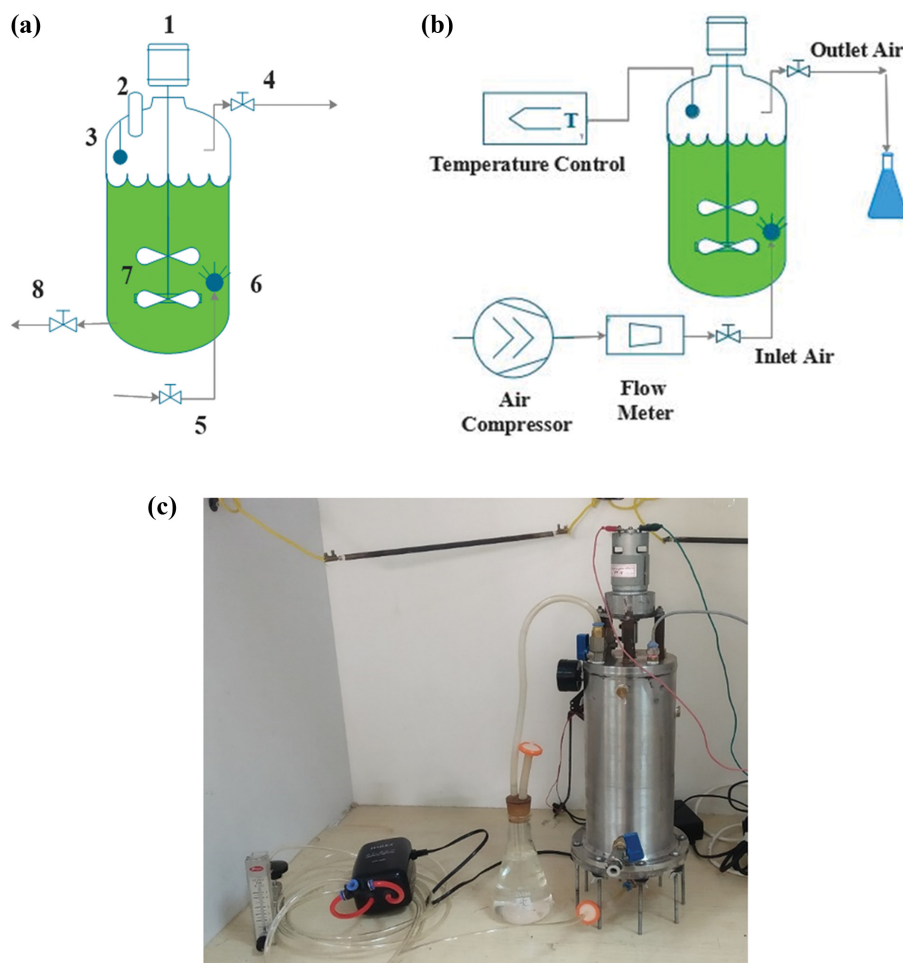 (a)
1
2
3
4
5
6
7
8
(b)
Outlet Air
T
Temperature Control
Inlet Air
Air
Compressor
Flow
Meter
(c)